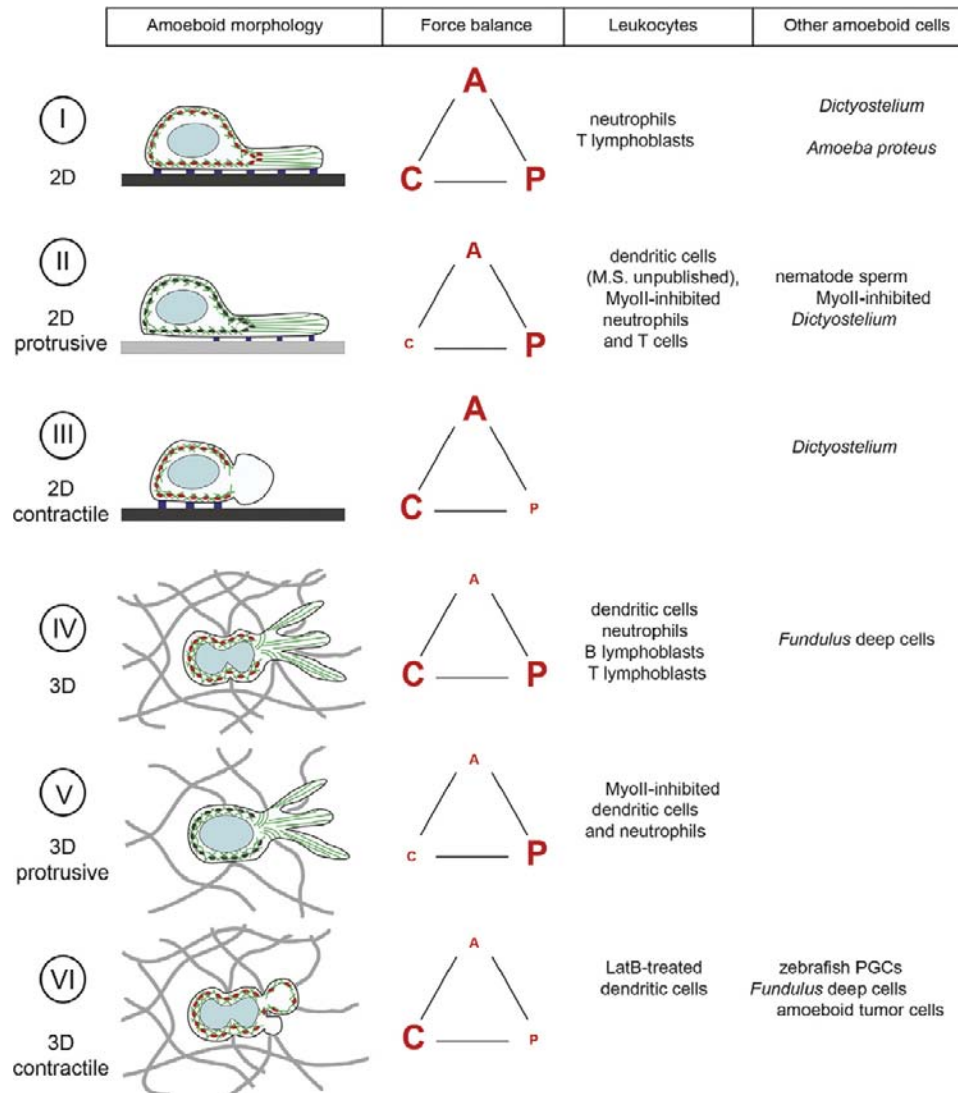 Amoeboid morphology
Force balance
Leukocytes
Other amoeboid cells
I
2D
A
C
P
neutrophils
T lymphoblasts
Dictyostelium
Amoeba proteus
II
2D
protrusive
A
C
P
dendritic cells
(M.S. unpublished),
MyoII-inhibited
neutrophils
and T cells
nematode sperm
MyoII-inhibited
Dictyostelium
III
2D
contractile
A
C
P
Dictyostelium
IV
3D
A
C
P
dendritic cells
neutrophils
B lymphoblasts
T lymphoblasts
Fundulus deep cells
V
3D
protrusive
A
C
P
MyoII-inhibited
dendritic cells
and neutrophils
VI
3D
contractile
A
C
P
LatB-treated
dendritic cells
zebrafish PGCs
Fundulus deep cells
amoeboid tumor cells